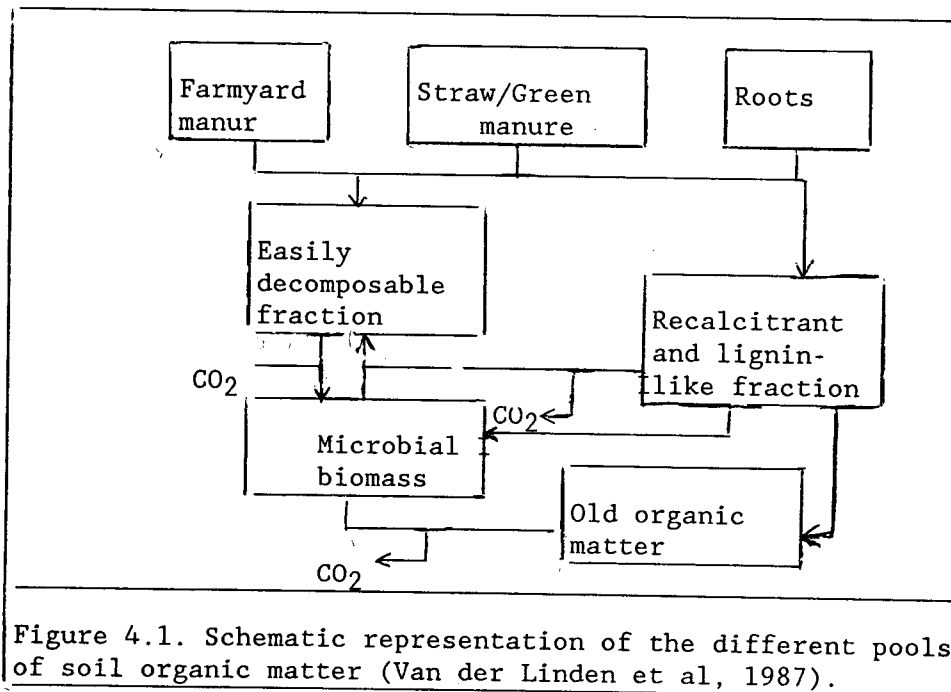 Farmyard
manur
Straw/Green
manure
Roots
Easily
decomposable
fraction
Recalcitrant
and lignin-
like fraction
CO2
CO2
Microbial
biomass
Old organic
matter
CO2
Figure 4.1. Schematic representation of the different pools
of soil organic matter (Van der Linden et al, 1987).